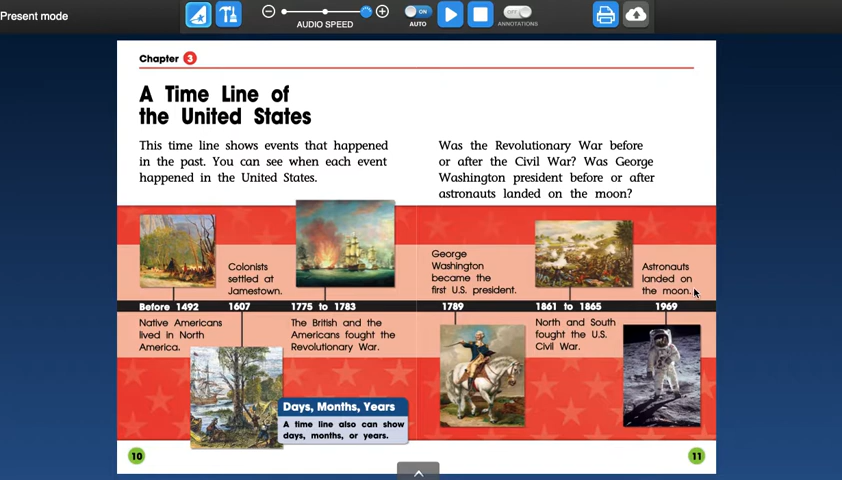 Present mode
AUDIO SPEED
ON
AUTO
OFF
ANNOTATIONS
Chapter 3
A Time Line of
the United States
This time line shows events that happened
in the past. You can see when each event
happened in the United States.
Was the Revolutionary War before
or after the Civil War? Was George
Washington president before or after
astronauts landed on the moon?
Before 1492
Native Americans
lived in North
America.
Colonists
settled at
Jamestown.
1607
1775 to 1783
The British and the
Americans fought the
Revolutionary War.
George
Washington
became the
first U.S. president.
1789
1861 to 1865
North and South
fought the U.S.
Civil War.
Astronauts
landed on
the moon.
1969
Days, Months, Years
A time line also can show
days, months, or years.
10
11